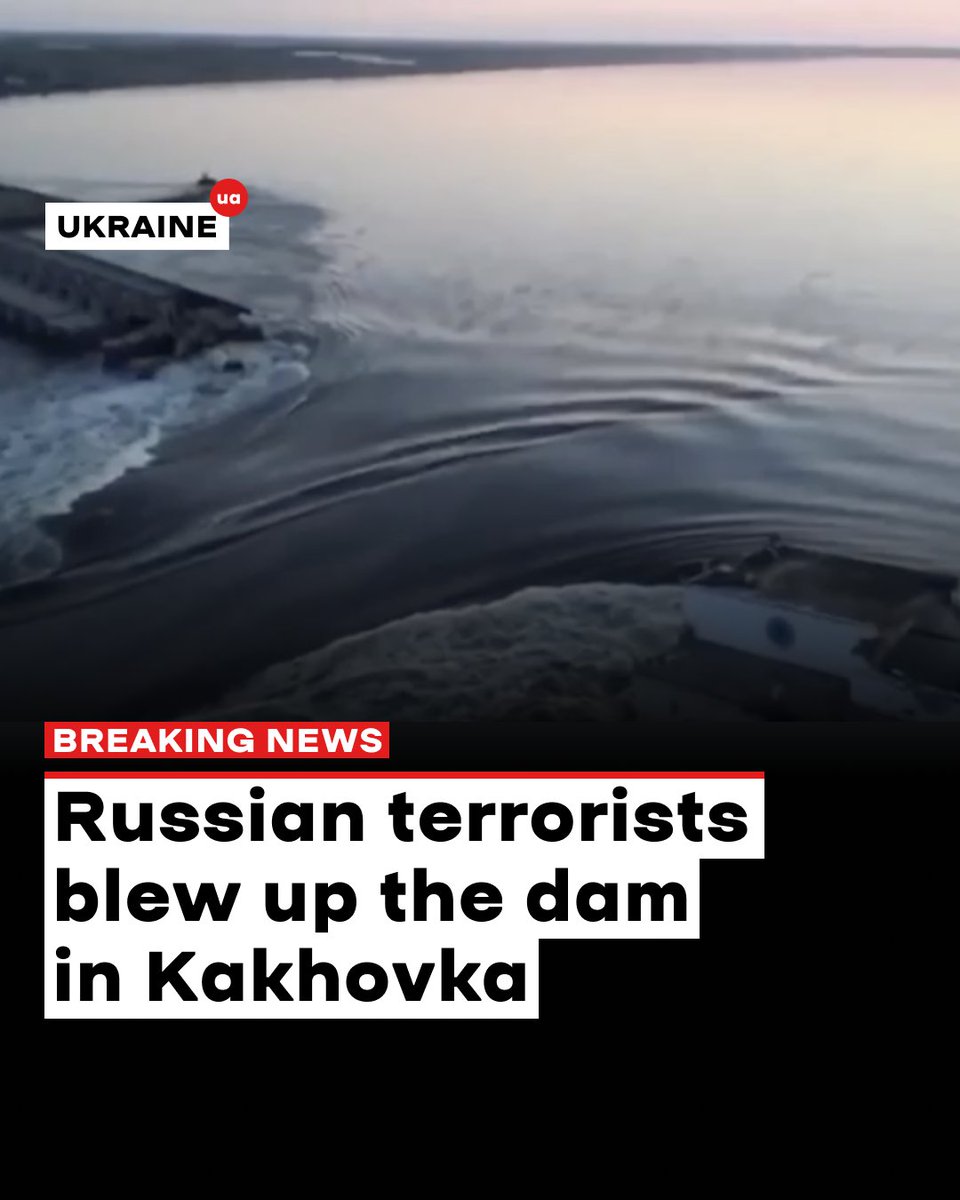 ua
UKRAINE
BREAKING NEWS
Russian terrorists
blew up the dam
in Kakhovka